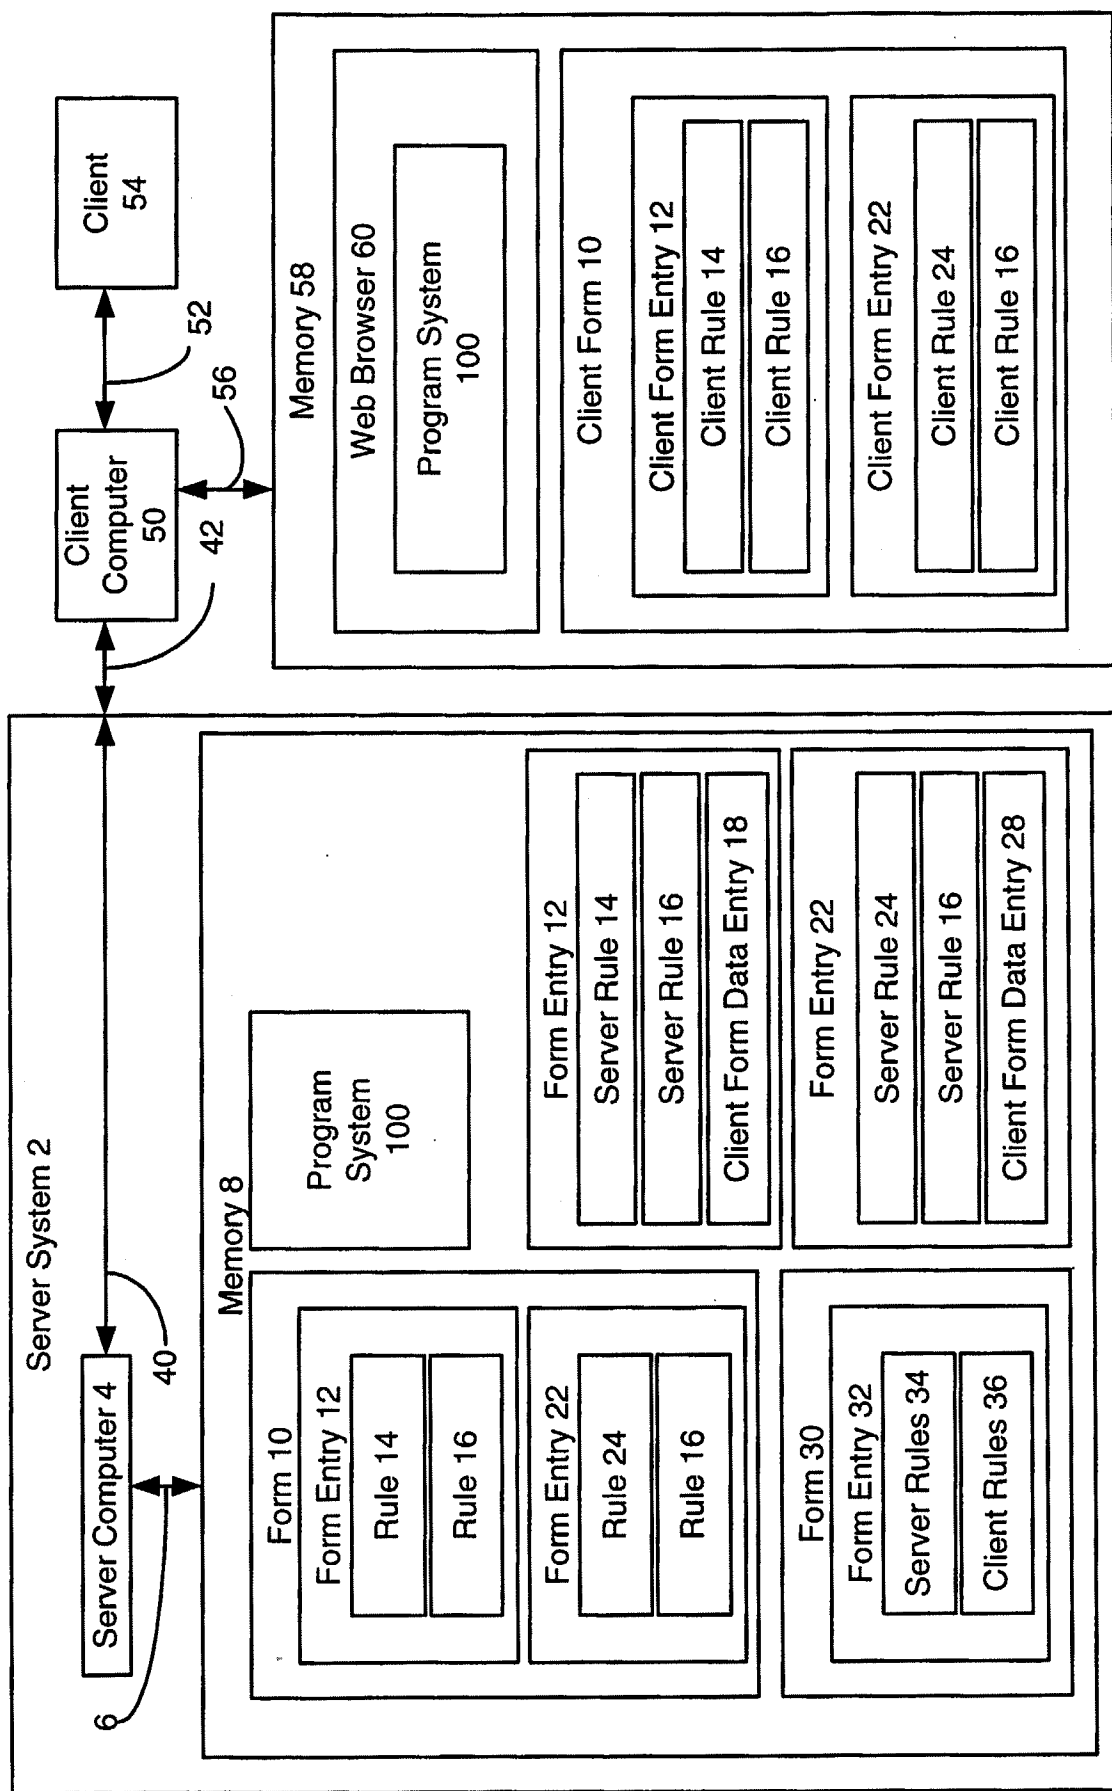 Server System 2
Server Computer 4
6
40
Memory 8
Form 10
Form Entry 12
Rule 14
Rule 16
Form Entry 22
Rule 24
Rule 16
Form 30
Form Entry 32
Server Rules 34
Client Rules 36
Program
System
100
Form Entry 12
Server Rule 14
Server Rule 16
Client Form Data Entry 18
Form Entry 22
Server Rule 24
Server Rule 16
Client Form Data Entry 28
42
Client
Computer
50
52
Client
54
56
Memory 58
Web Browser 60
Program System
100
Client Form 10
Client Form Entry 12
Client Rule 14
Client Rule 16
Client Form Entry 22
Client Rule 24
Client Rule 16